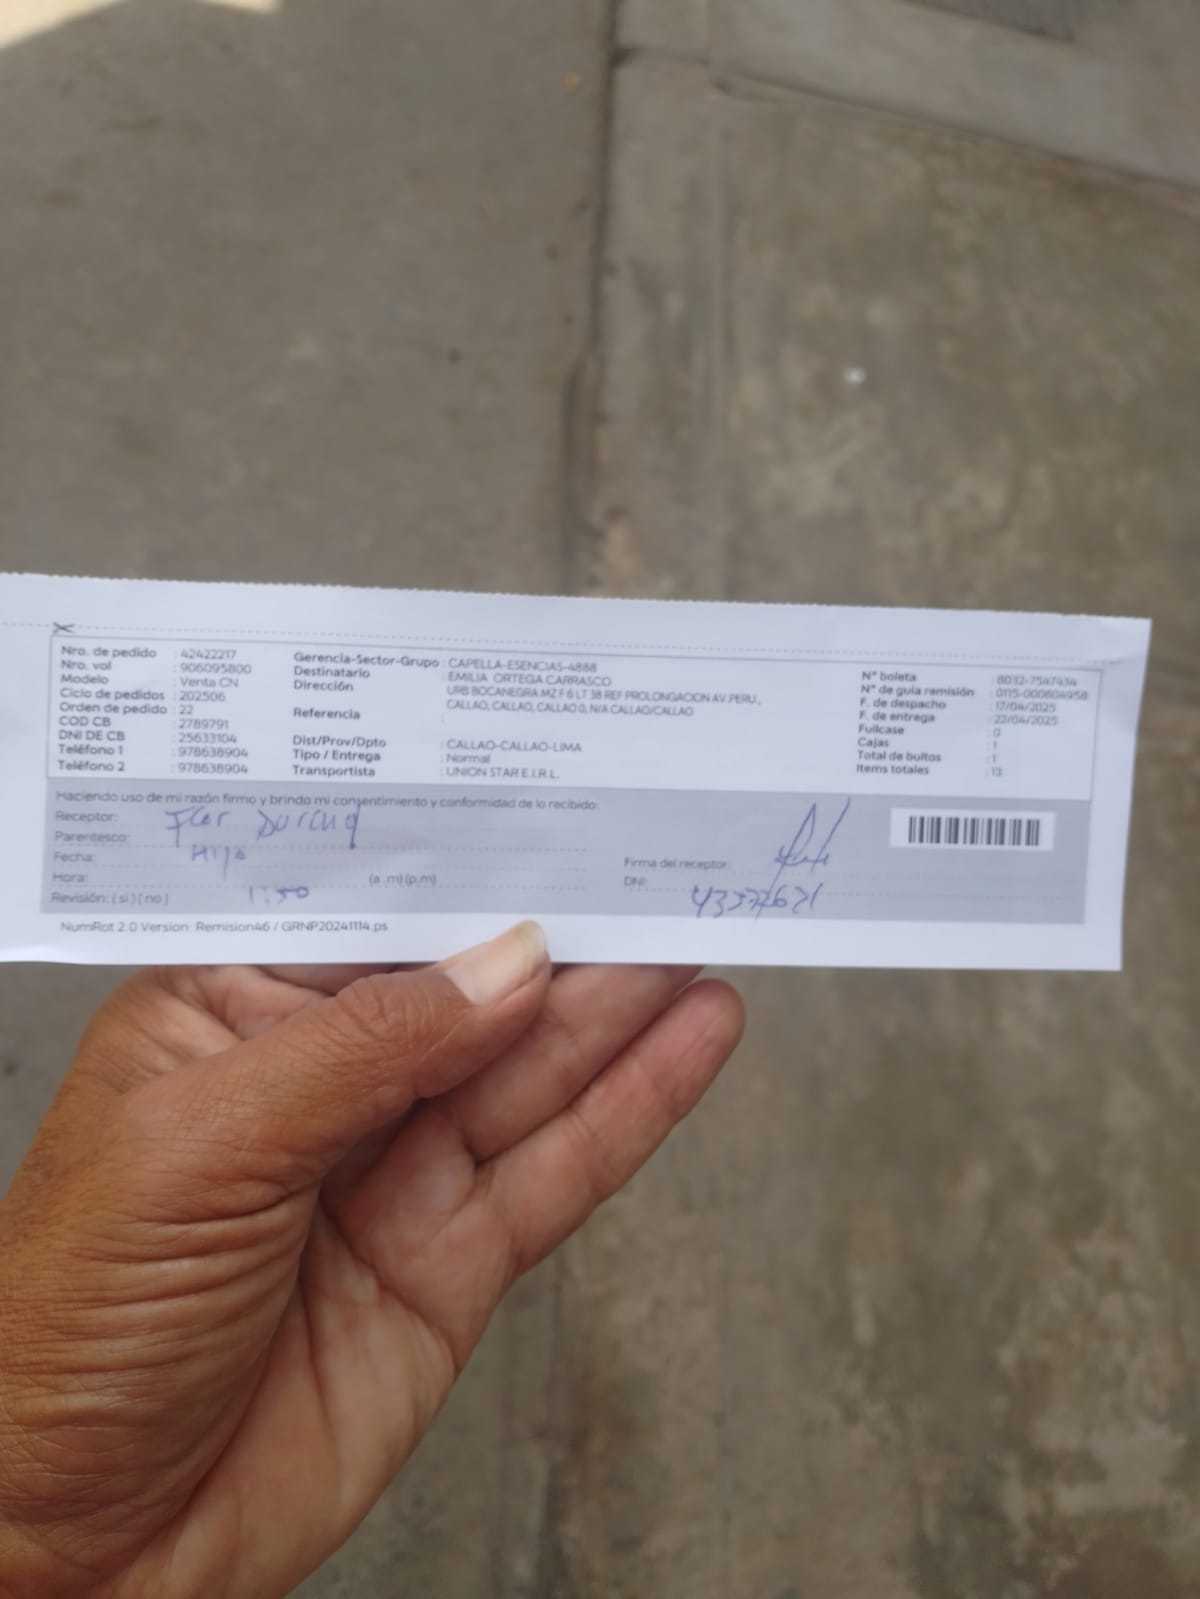 Nro. de pedido : 42422217
Nro. vol : 906095800
Modelo : Venta CN
Ciclo de pedidos : 202506
Orden de pedido : 22
COD CB : 2789791
DNI DE CB : 25633104
Teléfono 1 : 978638904
Teléfono 2 : 978638904
Gerencia-Sector-Grupo : CAPELLA-ESENCIAS-4888
Destinatario : EMILIA ORTEGA CARRASCO
Dirección URB BOCANEGRA MZ F 6 LT 38 REF PROLONGACION AV.PERU.,
CALLAO, CALLAO, CALLAO 0, N/A CALLAO/CALLAO
Referencia :
Dist/Prov/Dpto : CALLAO-CALLAO-LIMA
Tipo / Entrega : Normal
Transportista : UNION STAR E.I.R.L.
N° boleta : B032-7547434
N° de guía remisión : 0115-000804958
F. de despacho : 17/04/2025
F. de entrega : 22/04/2025
Fullcase : 0
Cajas : 1
Total de bultos : 1
Items totales : 13
Haciendo uso de mi razón firmo y brindo mi consentimiento y conformidad de lo recibido:
Receptor: Flor
Parentesco: Hija
Fecha:
Hora: 1:50 (a .m) (p.m)
Revisión: ( si ) ( no )
Firma del receptor:
DNI:
NumRot 2.0 Version: Remision46 / GRNP20241114.ps